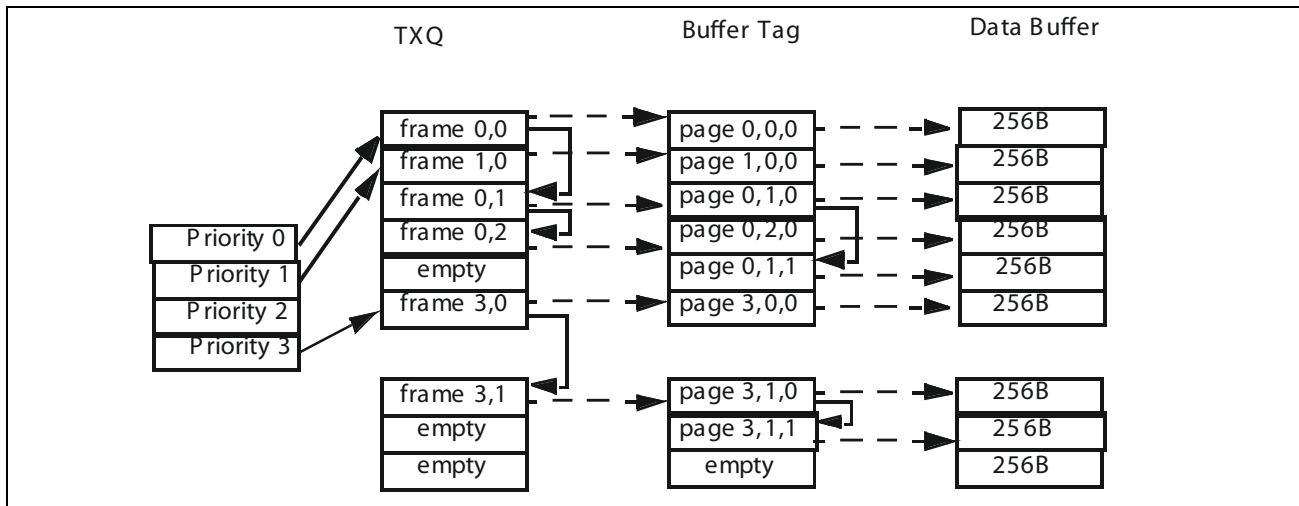 TXQ Buffer Tag Data Buffer
frame 0,0 page 0,0,0 256B
frame 1,0 page 1,0,0 256B
frame 0,1 page 0,1,0 256B
Priority 0 frame 0,2 page 0,2,0 256B
Priority 1 empty page 0,1,1 256B
Priority 2 frame 3,0 page 3,0,0 256B
Priority 3
frame 3,1 page 3,1,0 256B
empty page 3,1,1 256B
empty empty 256B